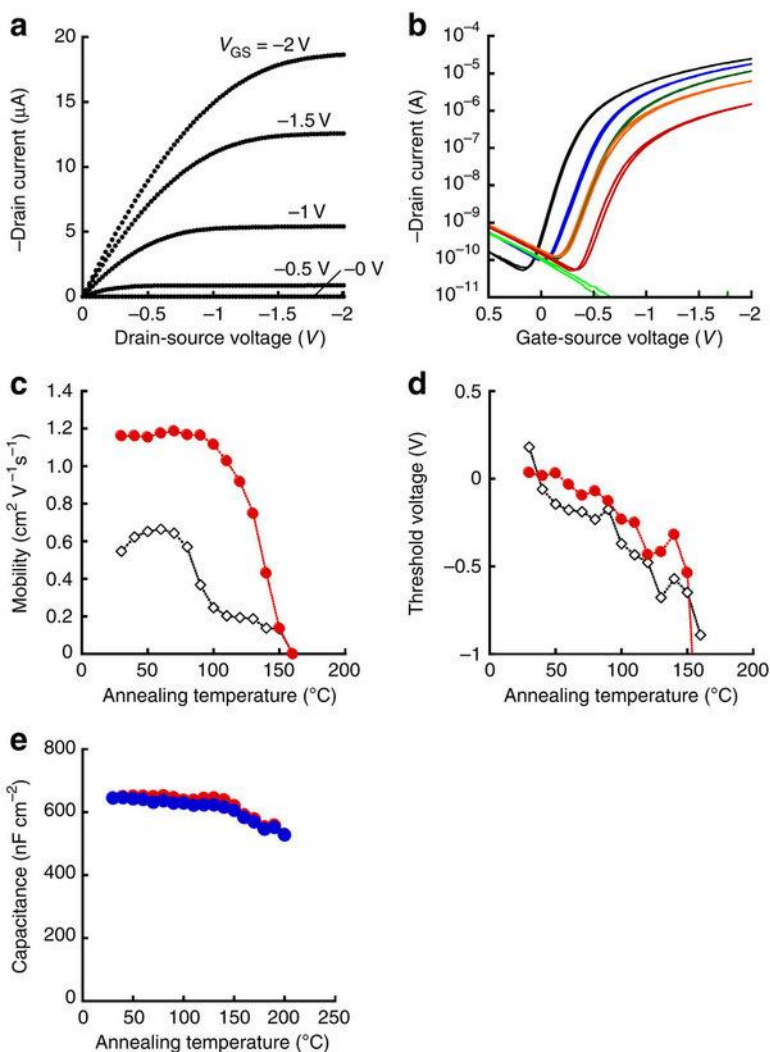 a
20
15
10
5
0
V_GS = −2 V
−1.5 V
−1 V
−0.5 V
−0 V
0 −0.5 −1 −1.5 −2
−Drain current (µA)
Drain-source voltage (V)
b
10⁻⁴
10⁻⁵
10⁻⁶
10⁻⁷
10⁻⁸
10⁻⁹
10⁻¹⁰
10⁻¹¹
0.5 0 −0.5 −1 −1.5 −2
−Drain current (A)
Gate-source voltage (V)
c
1.4
1.2
1.0
0.8
0.6
0.4
0.2
0
0 50 100 150 200
Mobility (cm² V⁻¹s⁻¹)
Annealing temperature (°C)
d
0.5
0
−0.5
−1
0 50 100 150 200
Threshold voltage (V)
Annealing temperature (°C)
e
800
600
400
200
0
0 50 100 150 200 250
Capacitance (nF cm⁻²)
Annealing temperature (°C)